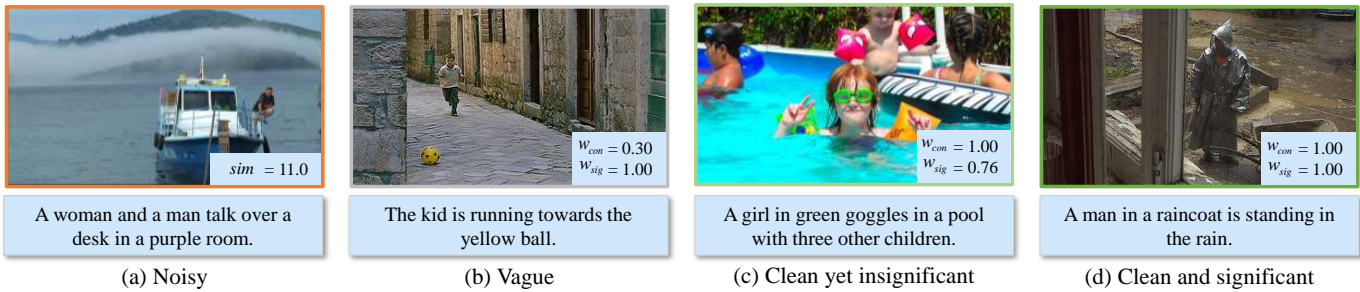 sim = 11.0
w_con = 0.30
w_sig = 1.00
w_con = 1.00
w_sig = 0.76
w_con = 1.00
w_sig = 1.00
A woman and a man talk over a
desk in a purple room.
The kid is running towards the
yellow ball.
A girl in green goggles in a pool
with three other children.
A man in a raincoat is standing in
the rain.
(a) Noisy
(b) Vague
(c) Clean yet insignificant
(d) Clean and significant